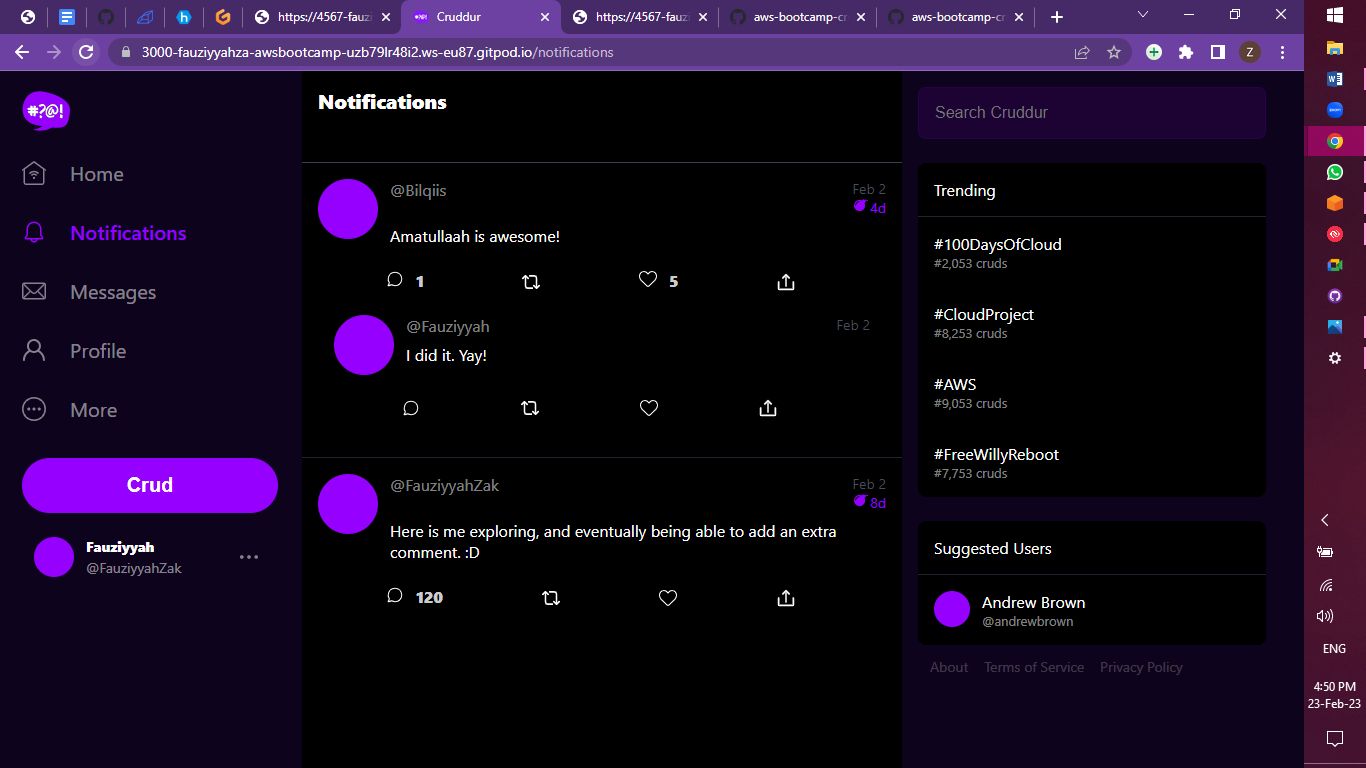 https://4567-fauzi
Cruddur
https://4567-fauzi
aws-bootcamp-cr
aws-bootcamp-cr
3000-fauziyyahza-awsbootcamp-uzb79lr48i2.ws-eu87.gitpod.io/notifications
Z
#?@!
Home
Notifications
Messages
Profile
More
Crud
Fauziyyah
@FauziyyahZak
Notifications
@Bilqiis
Feb 2
4d
Amatullaah is awesome!
1
5
@Fauziyyah
Feb 2
I did it. Yay!
@FauziyyahZak
Feb 2
8d
Here is me exploring, and eventually being able to add an extra
comment. :D
120
Search Cruddur
Trending
#100DaysOfCloud
#2,053 cruds
#CloudProject
#8,253 cruds
#AWS
#9,053 cruds
#FreeWillyReboot
#7,753 cruds
Suggested Users
Andrew Brown
@andrewbrown
About Terms of Service Privacy Policy
ENG
4:50 PM
23-Feb-23